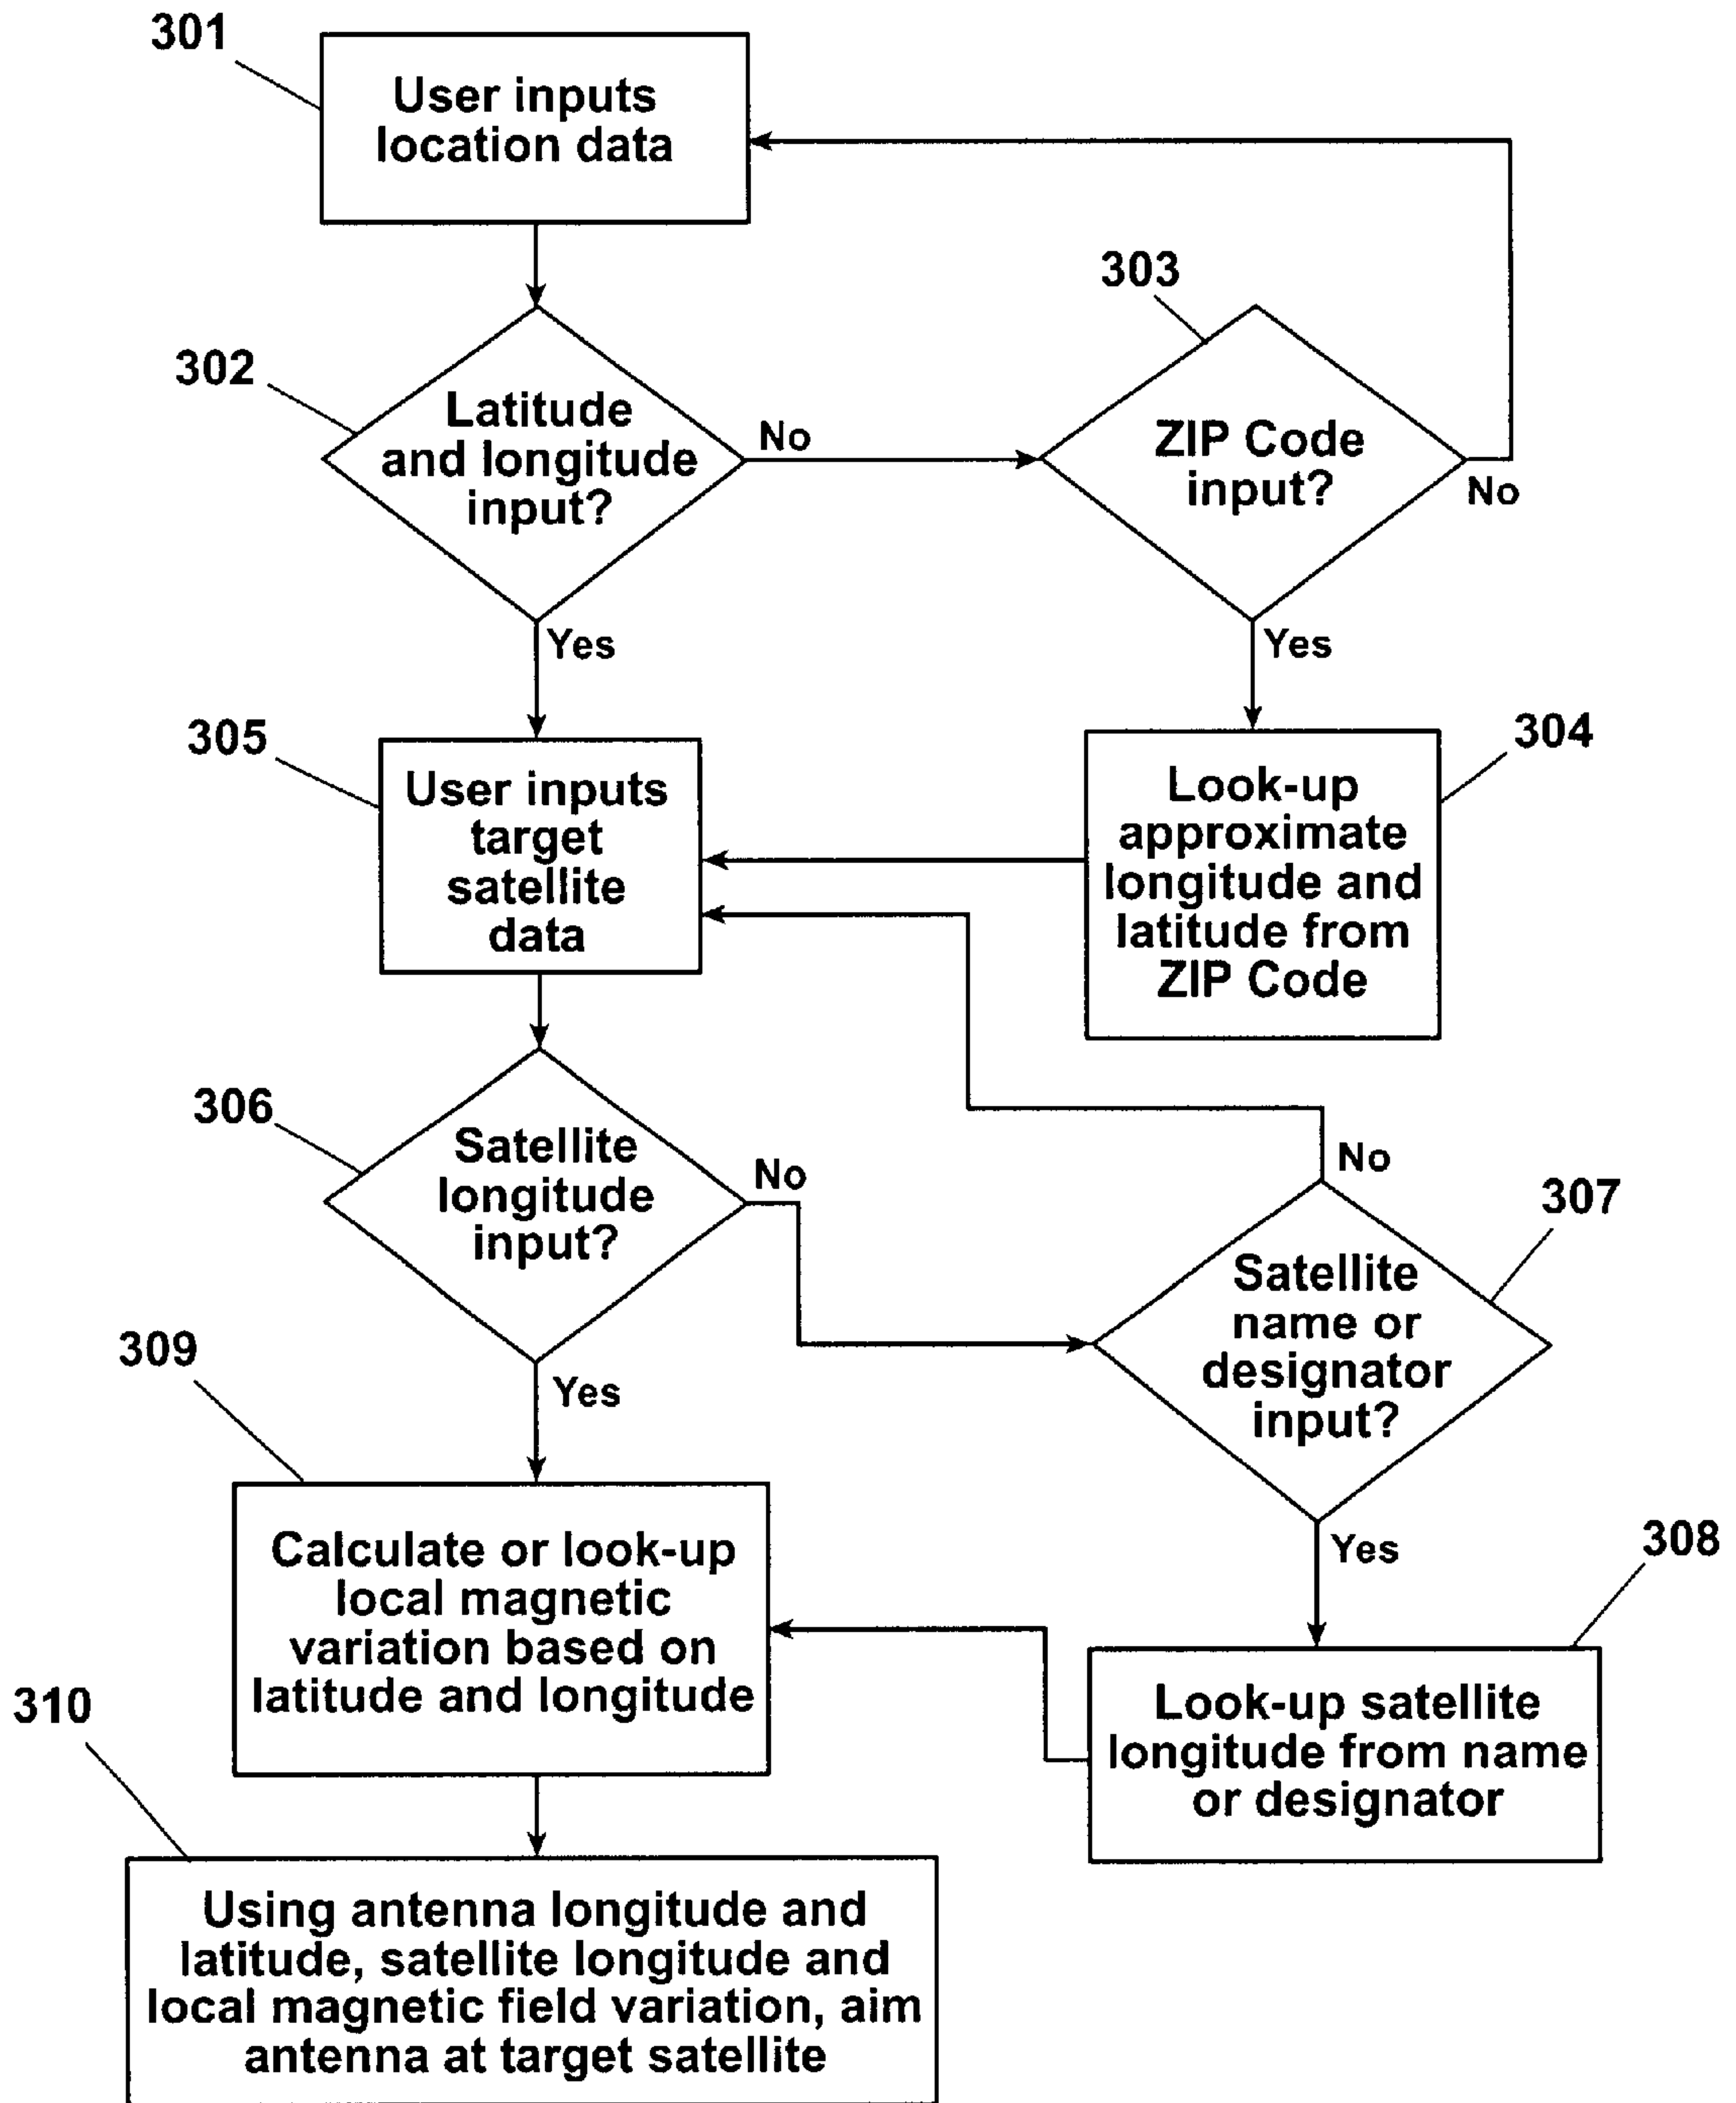 301
User inputs
location data
303
302
Latitude
and longitude
input?
No
ZIP Code
input?
No
Yes
Yes
305
304
User inputs
target
satellite
data
Look-up
approximate
longitude and
latitude from
ZIP Code
306
Satellite
longitude
input?
No
No
307
Satellite
name or
designator
input?
309
Yes
Yes
308
Calculate or look-up
local magnetic
variation based on
latitude and longitude
Look-up satellite
longitude from name
or designator
310
Using antenna longitude and
latitude, satellite longitude and
local magnetic field variation, aim
antenna at target satellite